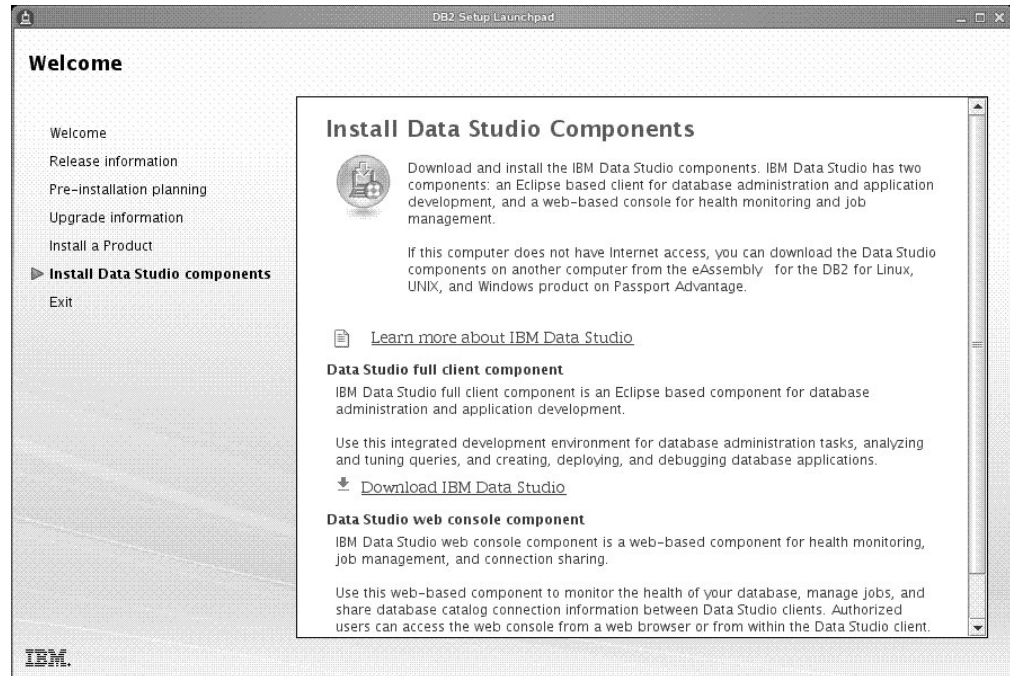 DB2 Setup Launchpad
Welcome
Welcome
Release information
Pre-installation planning
Upgrade information
Install a Product
Install Data Studio components
Exit
Install Data Studio Components
Download and install the IBM Data Studio components. IBM Data Studio has two
components: an Eclipse based client for database administration and application
development, and a web-based console for health monitoring and job
management.
If this computer does not have Internet access, you can download the Data Studio
components on another computer from the eAssembly for the DB2 for Linux,
UNIX, and Windows product on Passport Advantage.
Learn more about IBM Data Studio
Data Studio full client component
IBM Data Studio full client component is an Eclipse based component for database
administration and application development.
Use this integrated development environment for database administration tasks, analyzing
and tuning queries, and creating, deploying, and debugging database applications.
Download IBM Data Studio
Data Studio web console component
IBM Data Studio web console component is a web-based component for health monitoring,
job management, and connection sharing.
Use this web-based component to monitor the health of your database, manage jobs, and
share database catalog connection information between Data Studio clients. Authorized
users can access the web console from a web browser or from within the Data Studio client.
IBM.